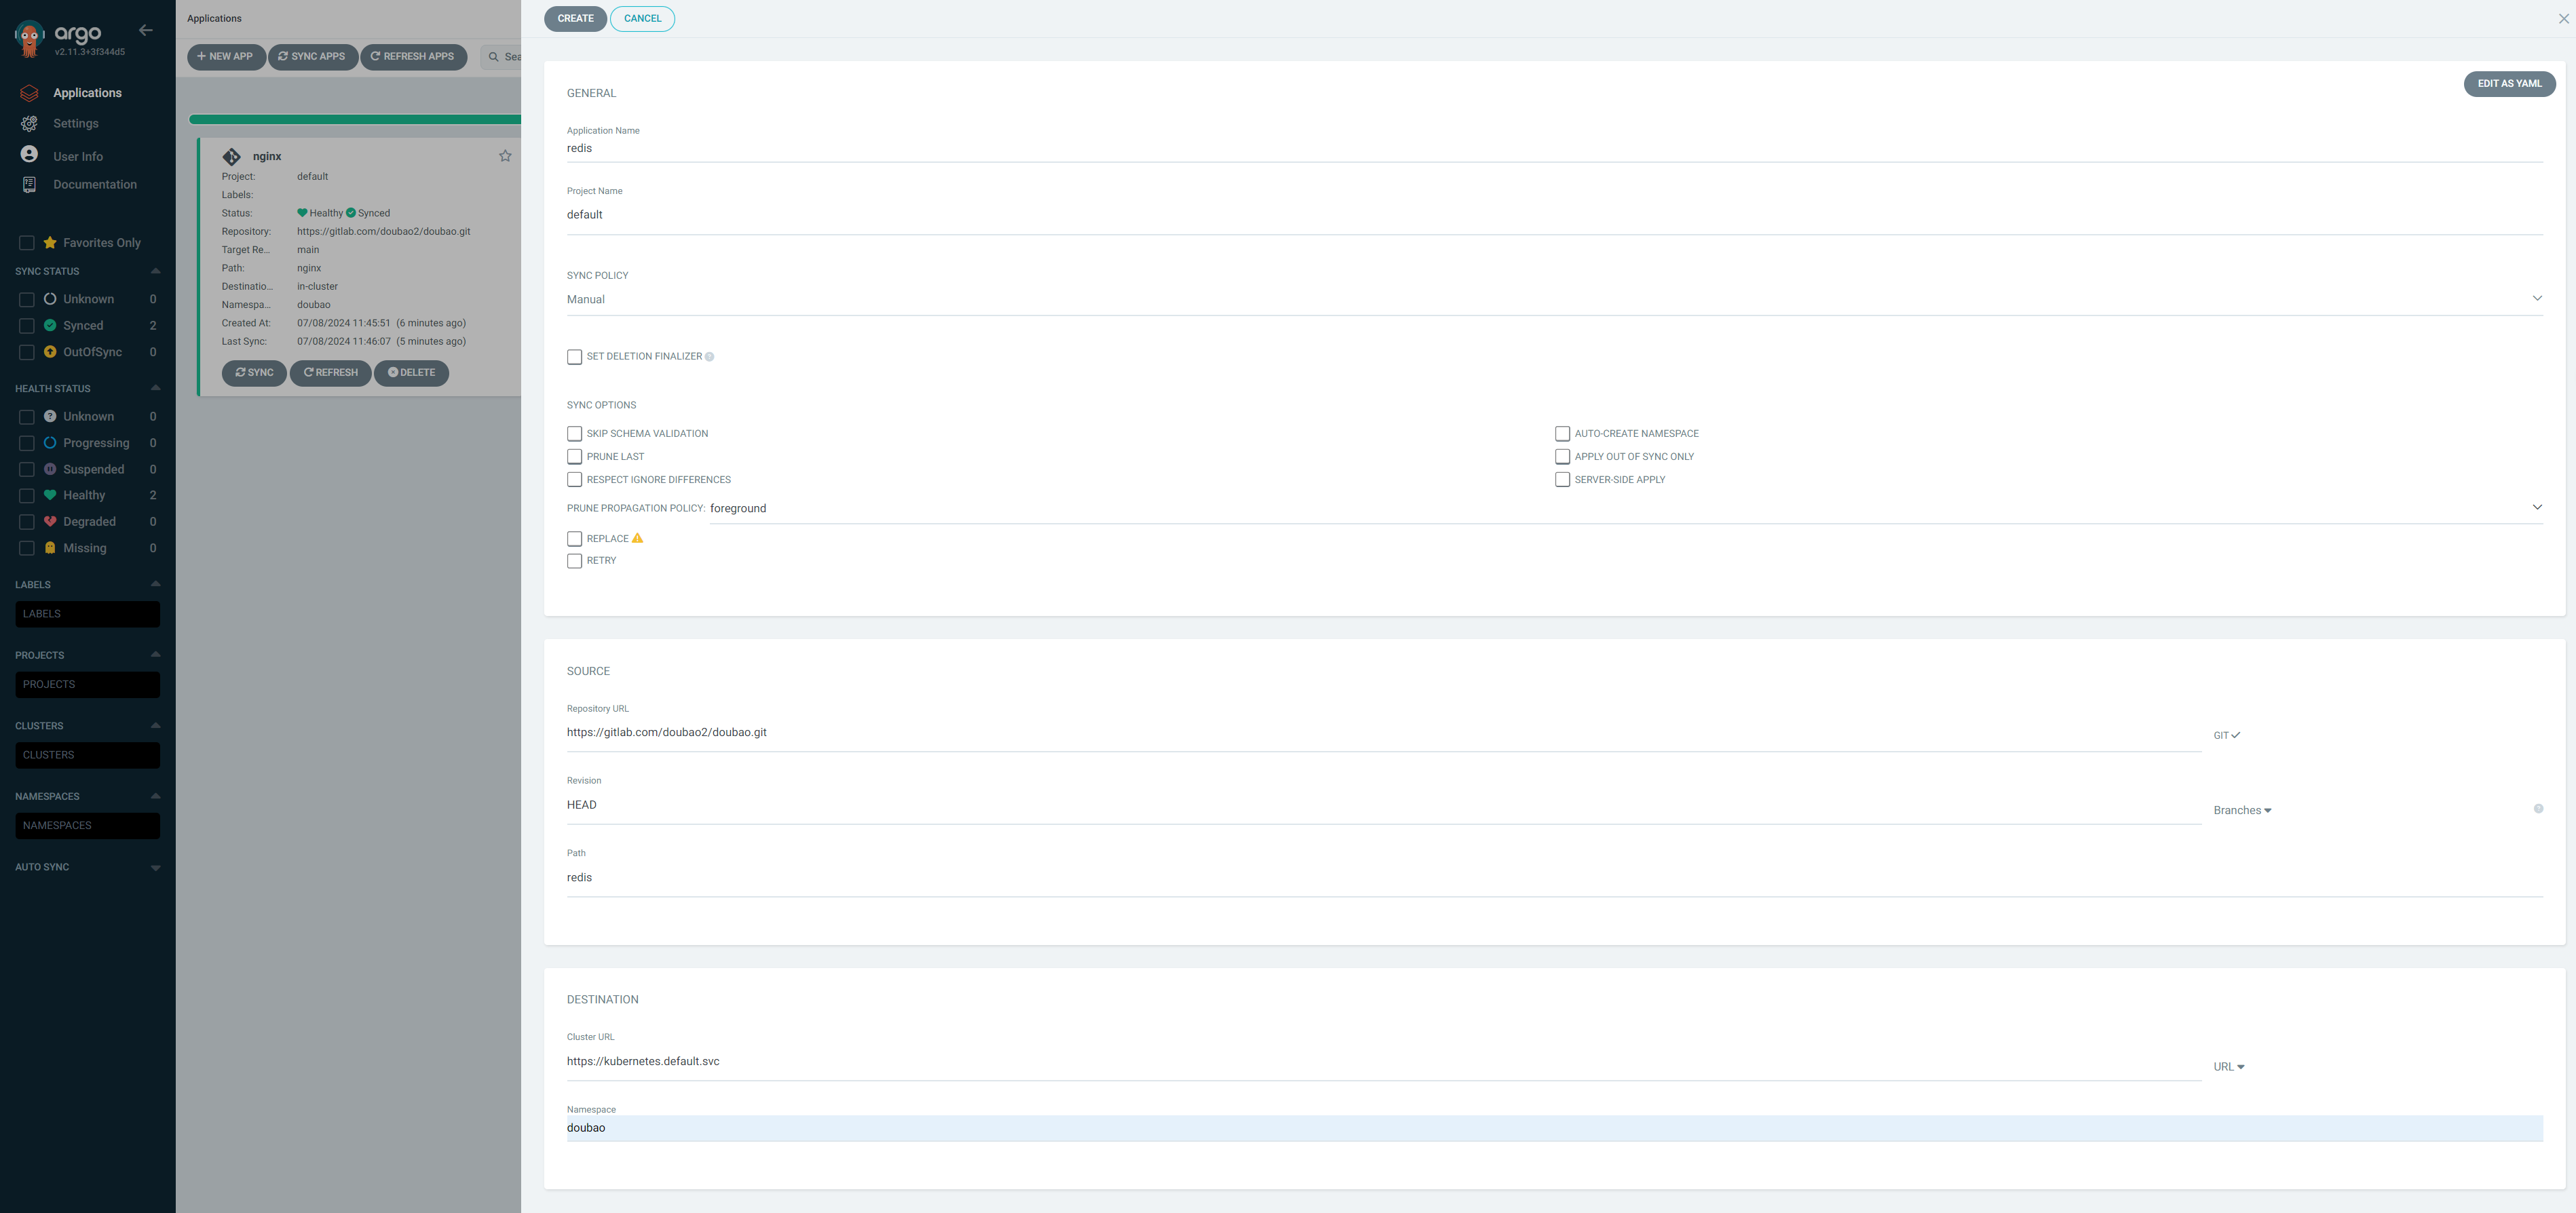 argo
v2.11.3+3f344d5
Applications
Settings
User Info
Documentation
Favorites Only
SYNC STATUS
Unknown 0
Synced 2
OutOfSync 0
HEALTH STATUS
Unknown 0
Progressing 0
Suspended 0
Healthy 2
Degraded 0
Missing 0
LABELS
LABELS
PROJECTS
PROJECTS
CLUSTERS
CLUSTERS
NAMESPACES
NAMESPACES
AUTO SYNC
Applications
NEW APP SYNC APPS REFRESH APPS Sea
nginx
Project: default
Labels:
Status: Healthy Synced
Repository: https://gitlab.com/doubao2/doubao.git
Target Re... main
Path: nginx
Destinatio... in-cluster
Namespa... doubao
Created At: 07/08/2024 11:45:51 (6 minutes ago)
Last Sync: 07/08/2024 11:46:07 (5 minutes ago)
SYNC REFRESH DELETE
CREATE CANCEL
EDIT AS YAML
GENERAL
Application Name
redis
Project Name
default
SYNC POLICY
Manual
SET DELETION FINALIZER
SYNC OPTIONS
SKIP SCHEMA VALIDATION AUTO-CREATE NAMESPACE
PRUNE LAST APPLY OUT OF SYNC ONLY
RESPECT IGNORE DIFFERENCES SERVER-SIDE APPLY
PRUNE PROPAGATION POLICY: foreground
REPLACE
RETRY
SOURCE
Repository URL
https://gitlab.com/doubao2/doubao.git GIT
Revision
HEAD Branches
Path
redis
DESTINATION
Cluster URL
https://kubernetes.default.svc URL
Namespace
doubao